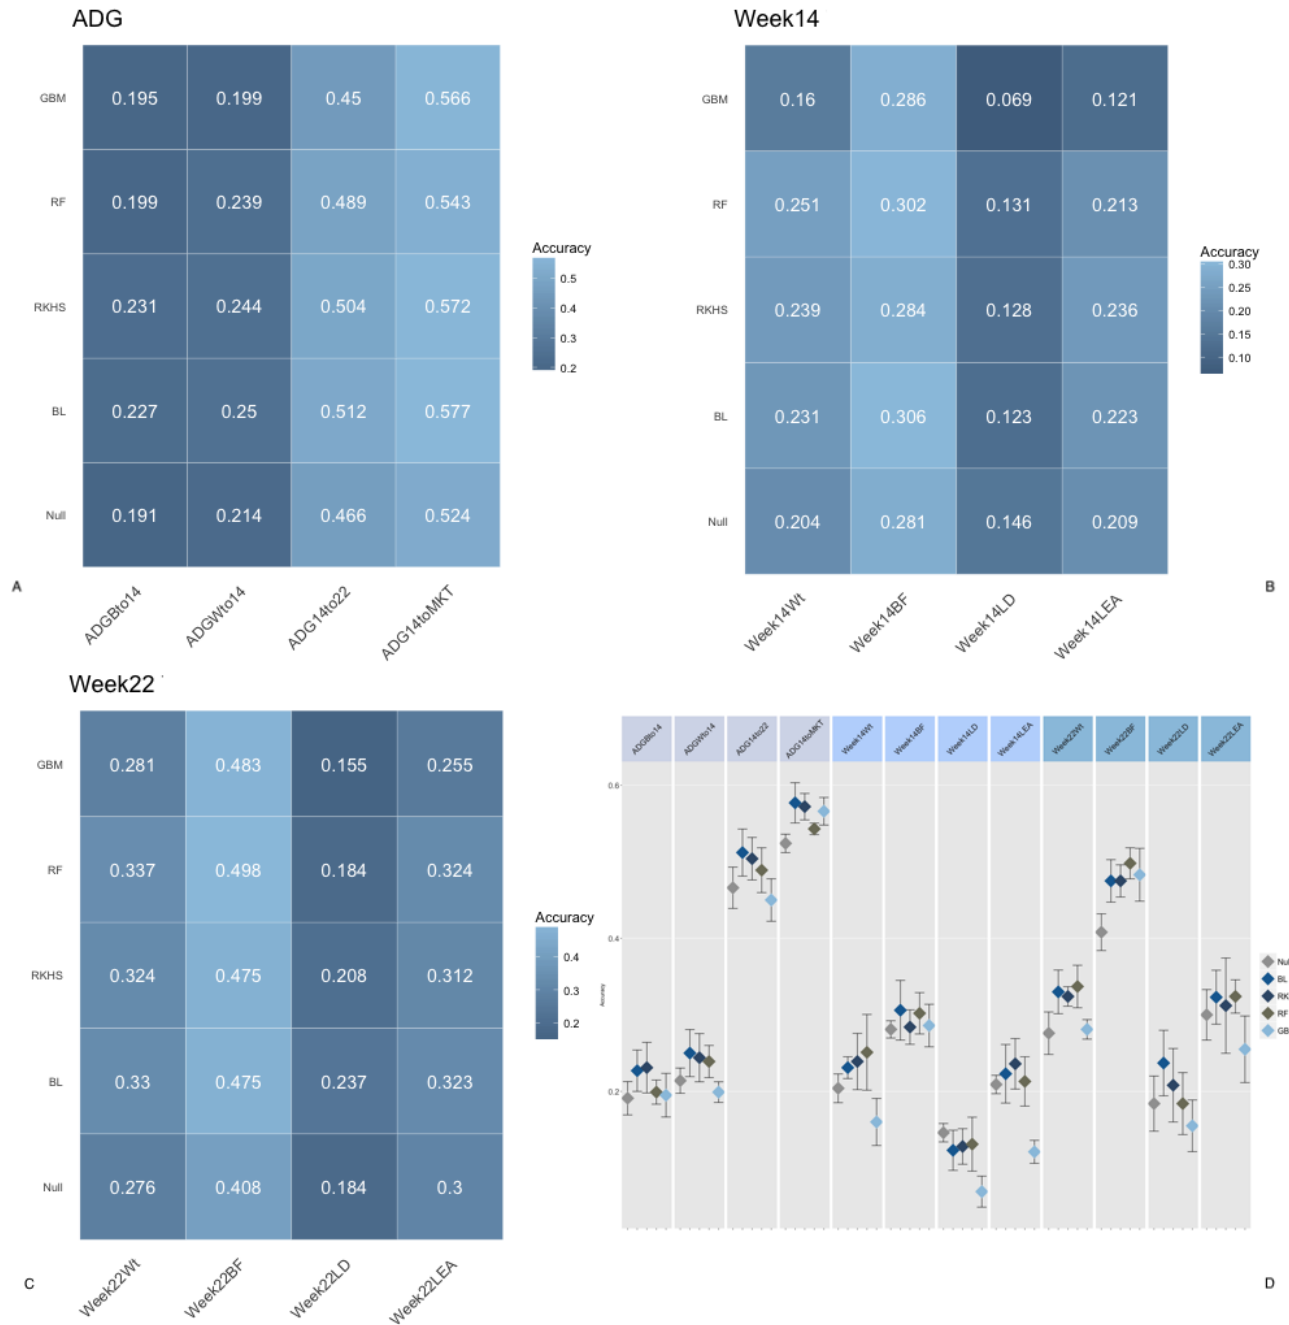 ADG
GBM 0.195 0.199 0.45 0.566
RF 0.199 0.239 0.489 0.543
RKHS 0.231 0.244 0.504 0.572
BL 0.227 0.25 0.512 0.577
Null 0.191 0.214 0.466 0.524
ADGBto14 ADGWto14 ADG14to22 ADG14toMKT
Accuracy
0.5
0.4
0.3
0.2
A
Week14
GBM 0.16 0.286 0.069 0.121
RF 0.251 0.302 0.131 0.213
RKHS 0.239 0.284 0.128 0.236
BL 0.231 0.306 0.123 0.223
Null 0.204 0.281 0.146 0.209
Week14Wt Week14BF Week14LD Week14LEA
Accuracy
0.30
0.25
0.20
0.15
0.10
B
Week22
GBM 0.281 0.483 0.155 0.255
RF 0.337 0.498 0.184 0.324
RKHS 0.324 0.475 0.208 0.312
BL 0.33 0.475 0.237 0.323
Null 0.276 0.408 0.184 0.3
Week22Wt Week22BF Week22LD Week22LEA
Accuracy
0.4
0.3
0.2
C
ADGBto14 ADGWto14 ADG14to22 ADG14toMKT Week14Wt Week14BF Week14LD Week14LEA Week22Wt Week22BF Week22LD Week22LEA
0.6
0.4
0.2
Accuracy
Nul
BL
RK
RF
GB
D